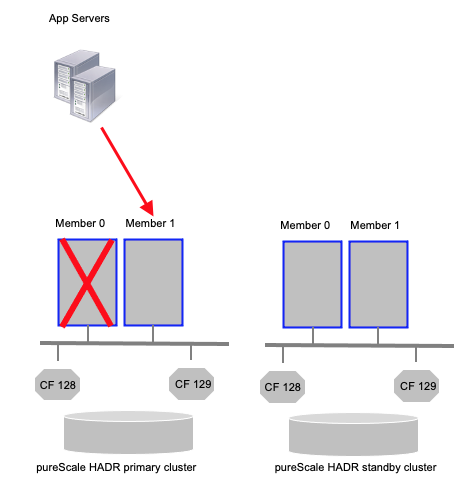 App Servers
Member 0
Member 1
Member 0
Member 1
CF 128
CF 129
CF 128
CF 129
pureScale HADR primary cluster
pureScale HADR standby cluster